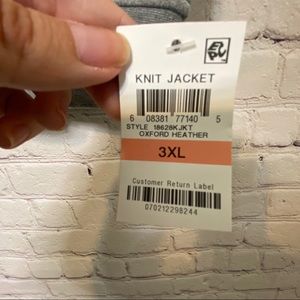 KNIT JACKET
6 08381 77140 5
STYLE 18628KJKT
OXFORD HEATHER
3XL
Customer Return Label
070212298244